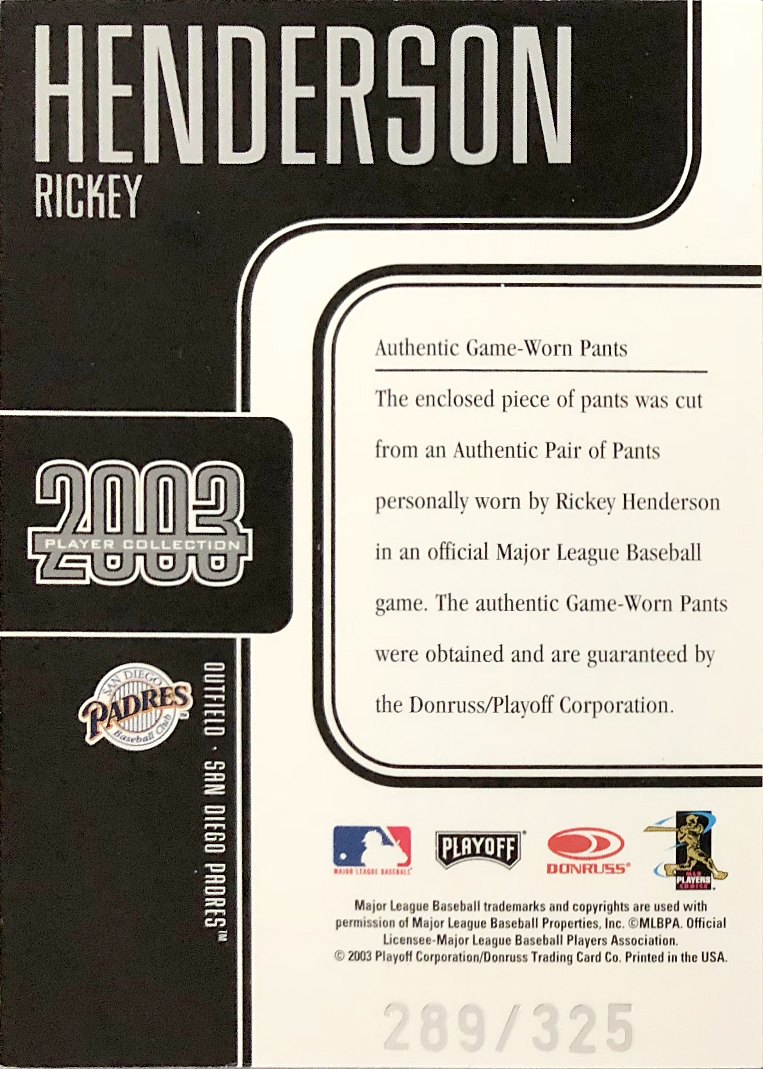 HENDERSON
RICKEY
Authentic Game-Worn Pants
The enclosed piece of pants was cut
from an Authentic Pair of Pants
personally worn by Rickey Henderson
in an official Major League Baseball
game. The authentic Game-Worn Pants
were obtained and are guaranteed by
the Donruss/Playoff Corporation.
2003
PLAYER COLLECTION
SAN DIEGO
PADRES
Baseball Club
OUTFIELD · SAN DIEGO PADRES™
MAJOR LEAGUE BASEBALL
PLAYOFF®
DONRUSS®
MLB
PLAYERS
CHOICE
Major League Baseball trademarks and copyrights are used with
permission of Major League Baseball Properties, Inc. ©MLBPA. Official
Licensee-Major League Baseball Players Association.
© 2003 Playoff Corporation/Donruss Trading Card Co. Printed in the USA.
289/325